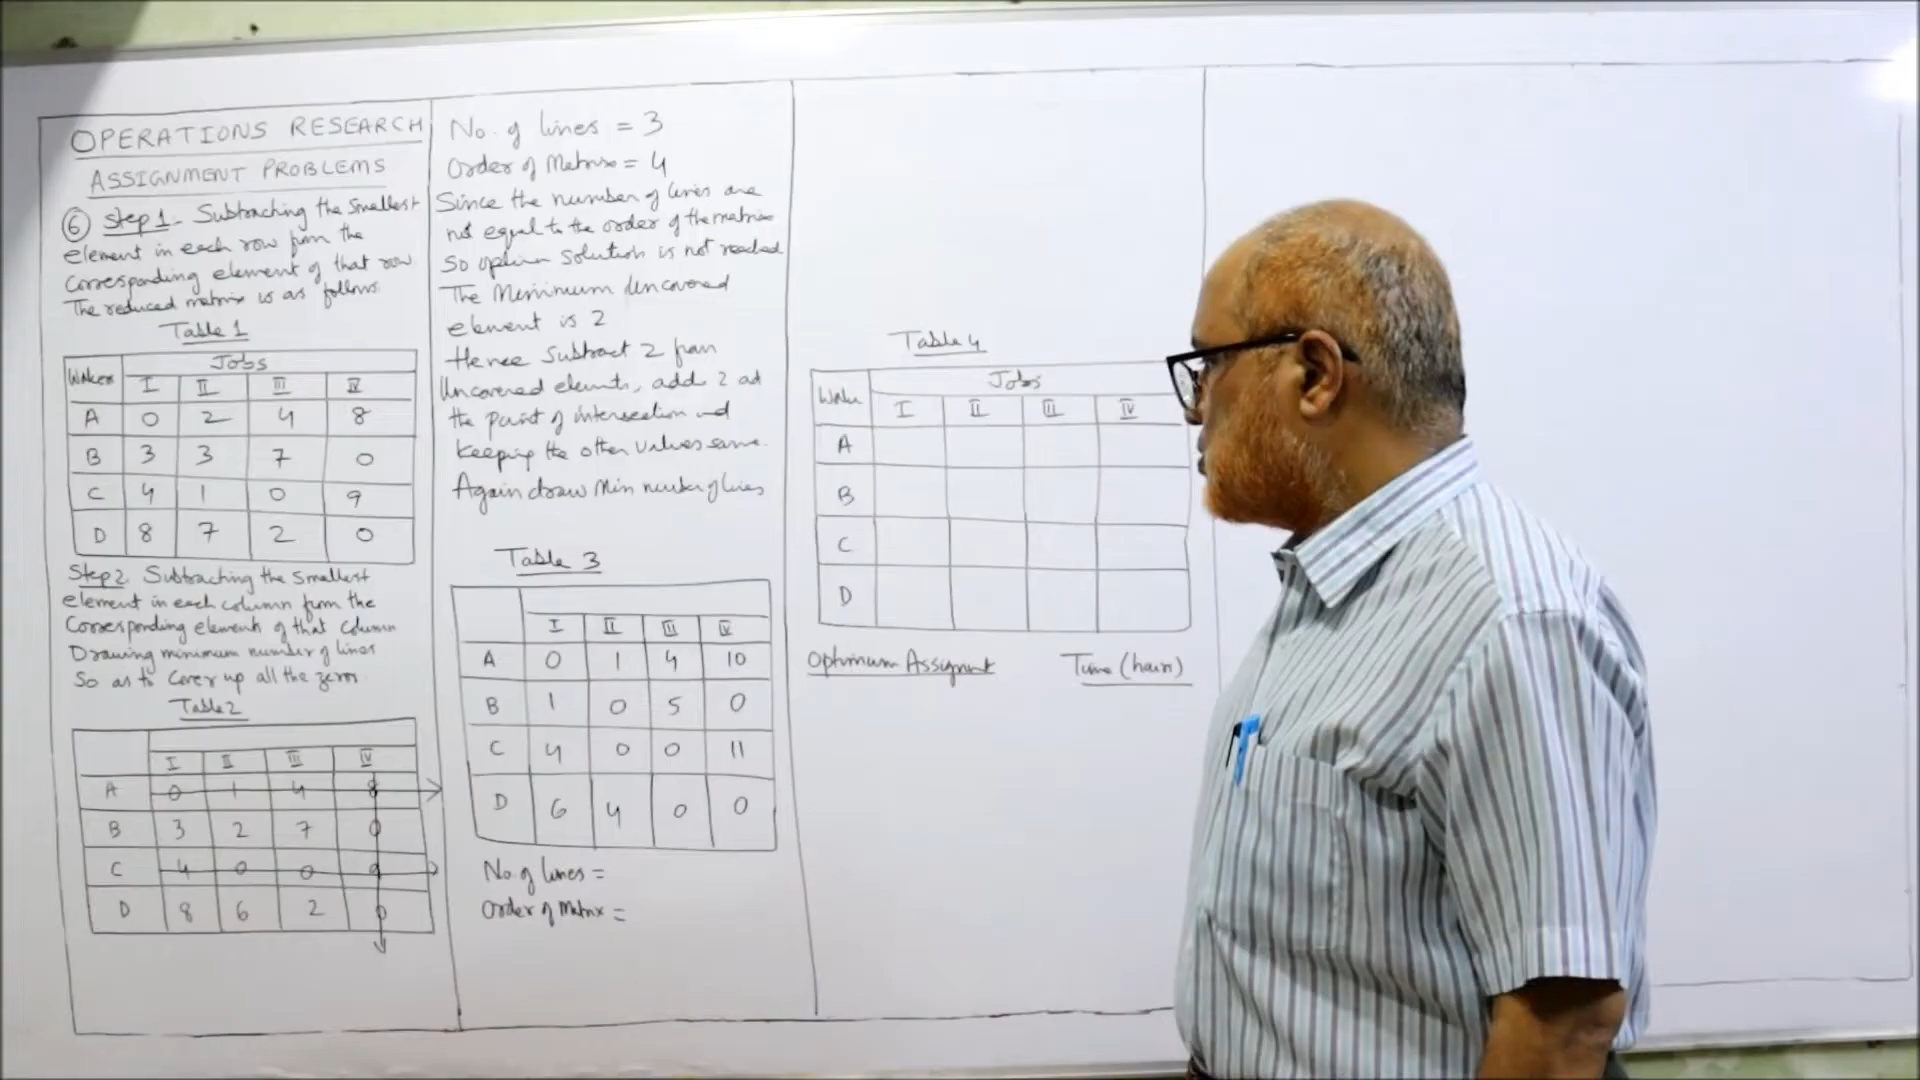 OPERATIONS RESEARCH
ASSIGNMENT PROBLEMS
6 Step 1 - Subtracting the smallest
element in each row from the
Corresponding element of that row
The reduced matrix is as follows
Table 1
Jobs
I II III IV
A 0 2 4 8
B 3 3 7 0
C 4 1 0 9
D 8 7 2 0
Step 2. Subtracting the smallest
element in each column from the
Corresponding elements of that column
Drawing minimum number of lines
So as to cover up all the zeros
Table 2
I II III IV
A 0 1 4 8
B 3 2 7 0
C 4 0 0 9
D 8 6 2 0
No. of lines = 3
Order of Matrix = 4
Since the number of lines are
not equal to the order of the matrix
So solution is not reached
The Minimum Uncovered
element is 2
Hence Subtract 2 from
Uncovered elements, add 2 at
the point of intersection and
Keeping the other values same.
Again draw Min number of lines
Table 3
I II III IV
A 0 1 4 10
B 1 0 5 0
C 4 0 0 11
D 6 4 0 0
No. of lines =
Order of Matrix =
Table 4
Jobs
I II III IV
A
B
C
D
Optimum Assignment Time (hours)